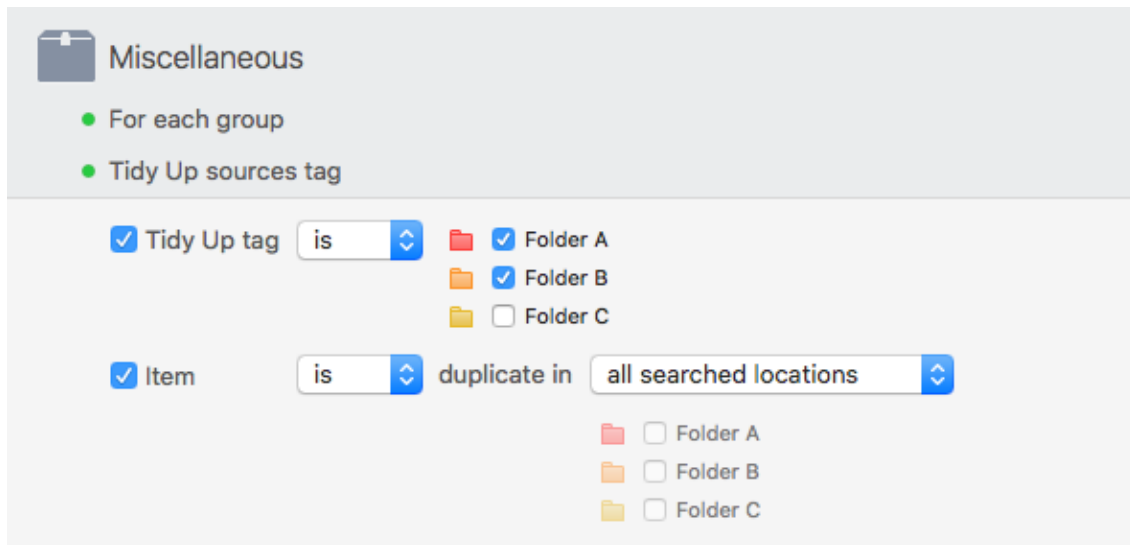 Miscellaneous
For each group
Tidy Up sources tag
Tidy Up tag is Folder A
Folder B
Folder C
Item is duplicate in all searched locations
Folder A
Folder B
Folder C